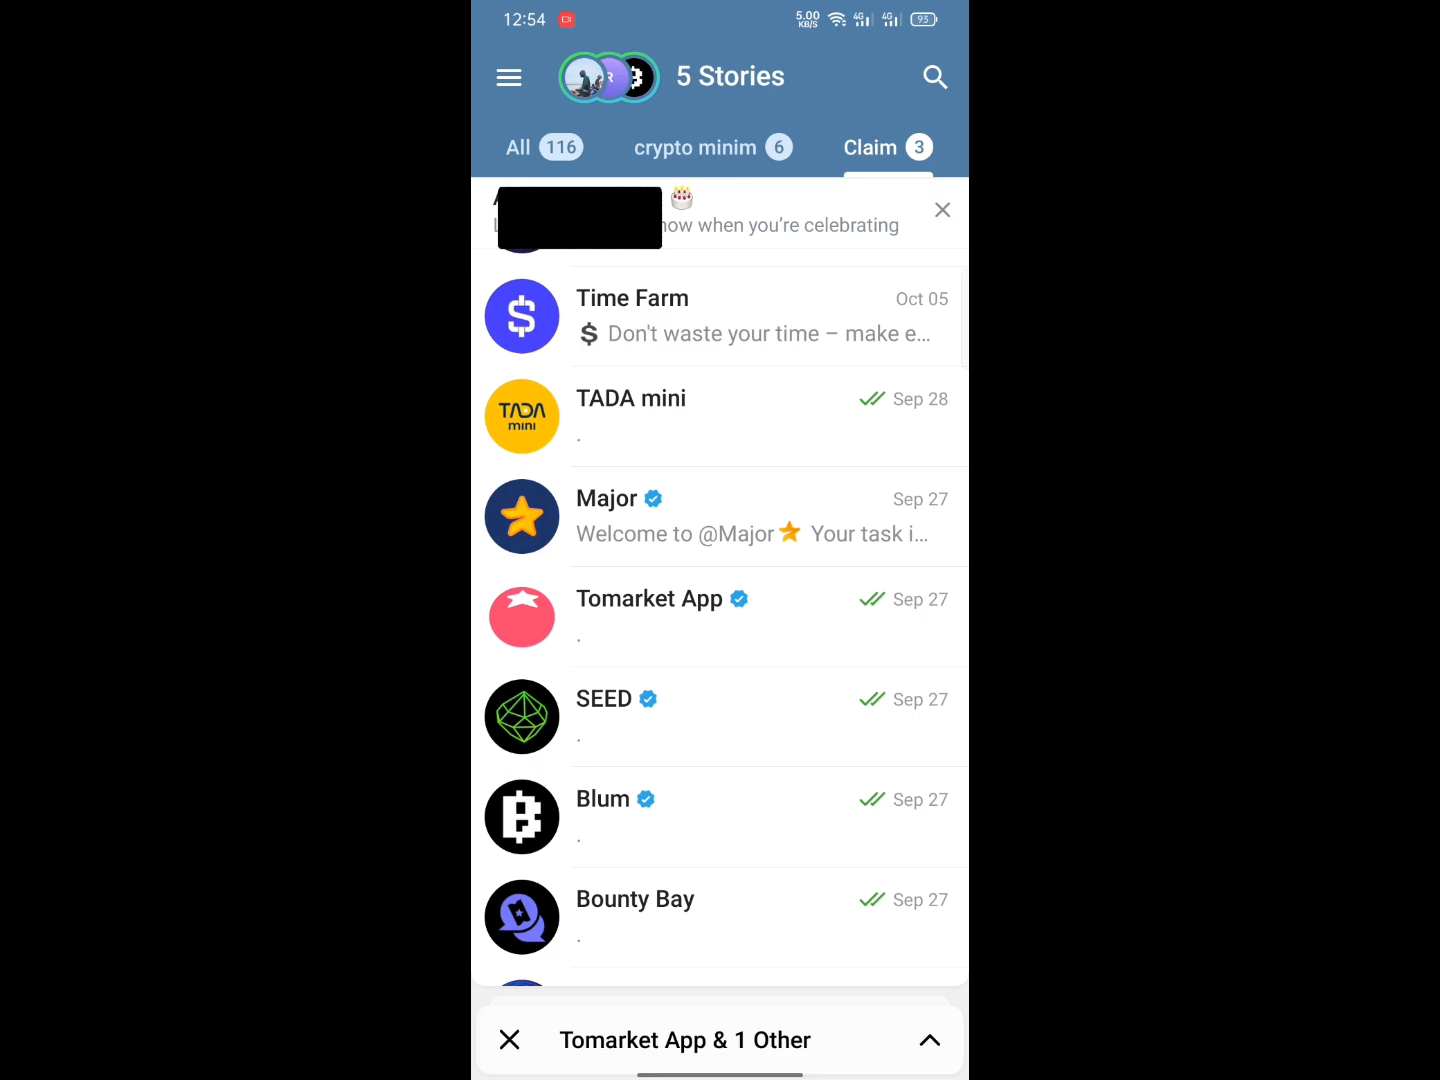 12:54
5.00 KB/S 4G 4G 93
5 Stories
All 116 crypto minim 6 Claim 3
now when you’re celebrating
Time Farm Oct 05
Don't waste your time – make e...
TADA mini Sep 28
TADA mini
.
Major Sep 27
Welcome to @Major Your task i...
Tomarket App Sep 27
.
SEED Sep 27
.
Blum Sep 27
.
Bounty Bay Sep 27
.
Tomarket App & 1 Other